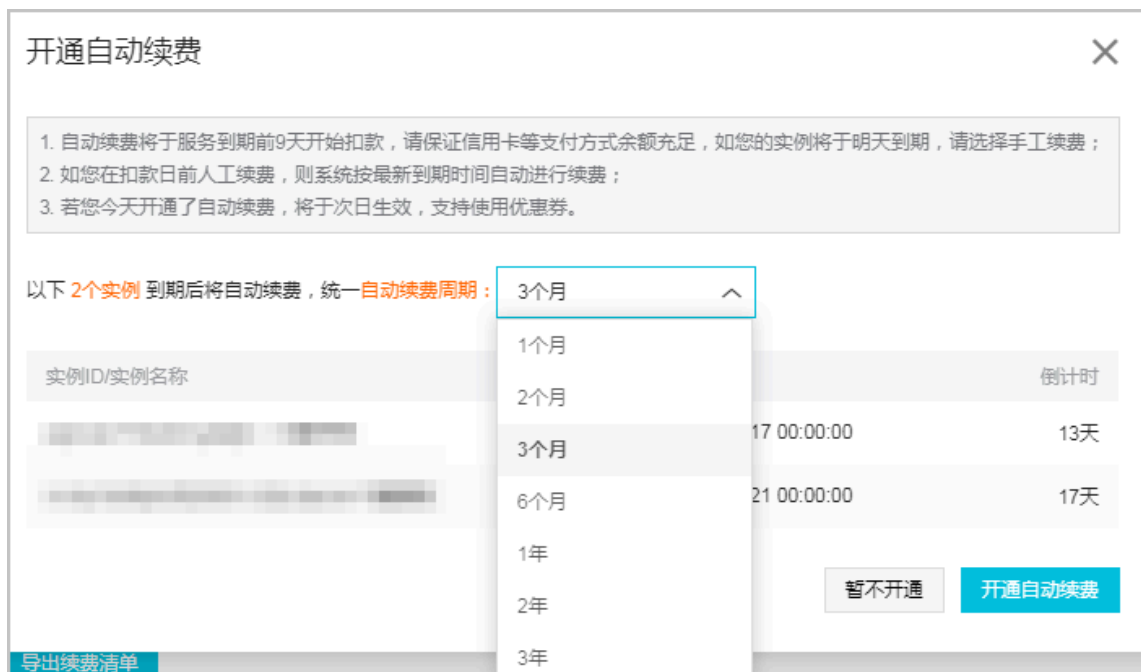 开通自动续费
1. 自动续费将于服务到期前9天开始扣款，请保证信用卡等支付方式余额充足，如您的实例将于明天到期，请选择手工续费；
2. 如您在扣款日前人工续费，则系统按最新到期时间自动进行续费；
3. 若您今天开通了自动续费，将于次日生效，支持使用优惠券。
以下 2个实例 到期后将自动续费，统一自动续费周期： 3个月
1个月
2个月
3个月
6个月
1年
2年
3年
实例ID/实例名称 倒计时
17 00:00:00 13天
21 00:00:00 17天
暂不开通 开通自动续费
导出续费清单